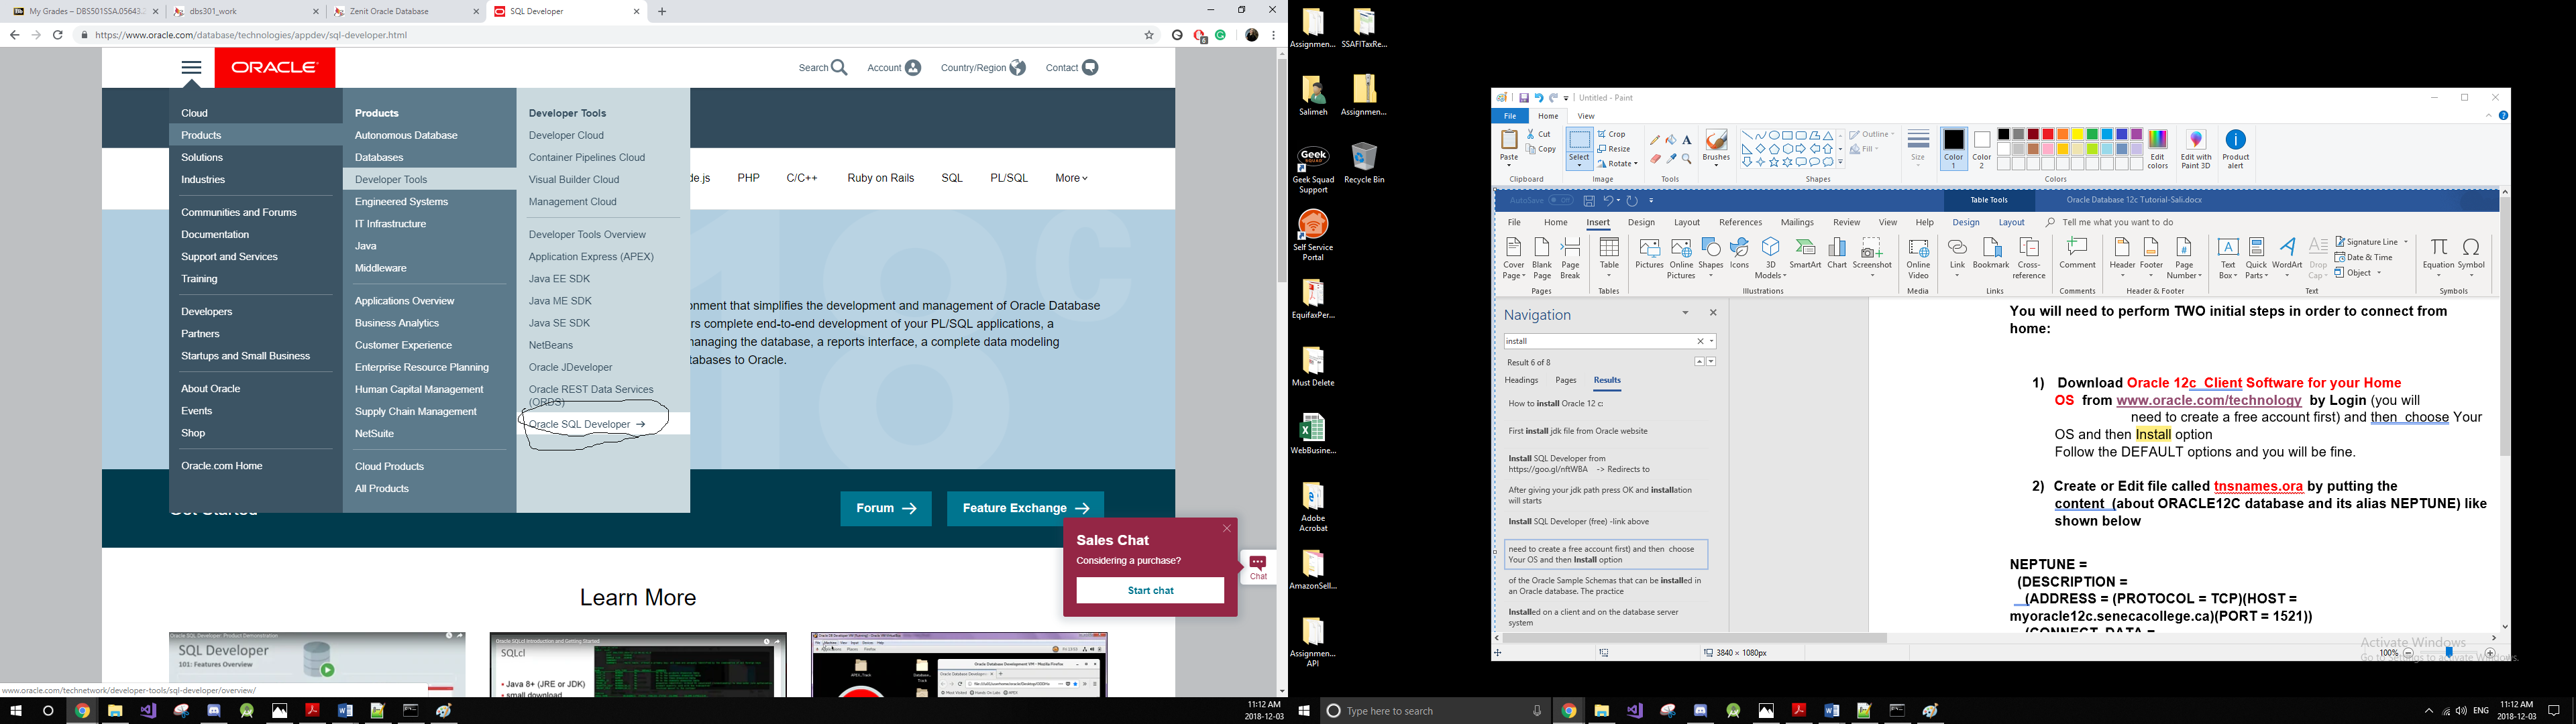 My Grades – DBS501SSA.05643.
dbs301_work
Zenit Oracle Database
SQL Developer
https://www.oracle.com/database/technologies/appdev/sql-developer.html
ORACLE
Search
Account
Country/Region
Contact
Cloud
Products
Solutions
Industries
Communities and Forums
Documentation
Support and Services
Training
Developers
Partners
Startups and Small Business
About Oracle
Events
Shop
Oracle.com Home
Products
Autonomous Database
Databases
Developer Tools
Engineered Systems
IT Infrastructure
Java
Middleware
Applications Overview
Business Analytics
Customer Experience
Enterprise Resource Planning
Human Capital Management
Supply Chain Management
NetSuite
Cloud Products
All Products
Developer Tools
Developer Cloud
Container Pipelines Cloud
Visual Builder Cloud
Management Cloud
Developer Tools Overview
Application Express (APEX)
Java EE SDK
Java ME SDK
Java SE SDK
NetBeans
Oracle JDeveloper
Oracle REST Data Services
(ORDS)
Oracle SQL Developer →
de.js PHP C/C++ Ruby on Rails SQL PL/SQL More
18c
onment that simplifies the development and management of Oracle Database
rs complete end-to-end development of your PL/SQL applications, a
managing the database, a reports interface, a complete data modeling
tabases to Oracle.
Get Started
Forum →
Feature Exchange →
Sales Chat
Considering a purchase?
Start chat
Chat
Learn More
Oracle SQL Developer: Product Demonstration
SQL Developer
101: Features Overview
Oracle SQLcl Introduction and Getting Started
SQLcl
• Java 8+ (JRE or JDK)
• small download
www.oracle.com/technetwork/developer-tools/sql-developer/overview/
11:12 AM
2018-12-03
Assignmen...
SSAFITaxRe...
Salimeh
Assignmen...
Geek Squad
Support
Recycle Bin
Self Service
Portal
EquifaxPer...
Must Delete
WebBusine...
Adobe
Acrobat
AmazonSell...
Assignmen...
API
Untitled - Paint
File Home View
Paste
Cut
Copy
Clipboard
Select
Crop
Resize
Rotate
Image
Tools
Brushes
Shapes
Outline
Fill
Size
Color
1
Color
2
Colors
Edit
colors
Edit with
Paint 3D
Product
alert
AutoSave Off
Table Tools
Oracle Database 12c Tutorial-Sali.docx
File Home Insert Design Layout References Mailings Review View Help Design Layout Tell me what you want to do
Cover
Page
Blank
Page
Page
Break
Pages
Table
Tables
Pictures
Online
Pictures
Shapes
Icons
3D
Models
SmartArt
Chart
Screenshot
Illustrations
Online
Video
Media
Link
Bookmark
Cross-
reference
Links
Comment
Comments
Header
Footer
Page
Number
Header & Footer
Text
Box
Quick
Parts
WordArt
Drop
Cap
Signature Line
Date & Time
Object
Text
Equation
Symbol
Symbols
Navigation
install
Result 6 of 8
Headings Pages Results
How to install Oracle 12 c:
First install jdk file from Oracle website
Install SQL Developer from
https://goo.gl/nftWBA -> Redirects to
After giving your jdk path press OK and installation
will starts
Install SQL Developer (free) -link above
need to create a free account first) and then choose
Your OS and then Install option
of the Oracle Sample Schemas that can be installed in
an Oracle database. The practice
Installed on a client and on the database server
system
You will need to perform TWO initial steps in order to connect from
home:
1) Download Oracle 12c Client Software for your Home
OS from www.oracle.com/technology by Login (you will
need to create a free account first) and then choose Your
OS and then Install option
Follow the DEFAULT options and you will be fine.
2) Create or Edit file called tnsnames.ora by putting the
content (about ORACLE12C database and its alias NEPTUNE) like
shown below
NEPTUNE =
(DESCRIPTION =
(ADDRESS = (PROTOCOL = TCP)(HOST =
myoracle12c.senecacollege.ca)(PORT = 1521))
(CONNECT_DATA =
Activate Windows
Go to Settings to activate Windows.
3840 × 1080px
100%
Type here to search
ENG
11:12 AM
2018-12-03